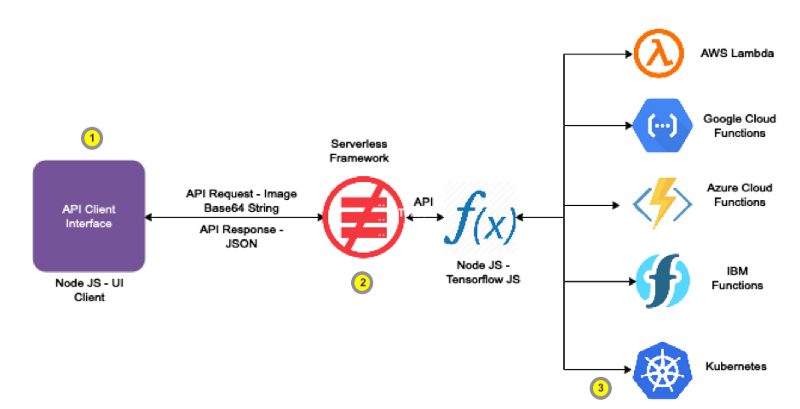 1
API Client
Interface
Node JS - UI
Client
API Request - Image
Base64 String
API Response -
JSON
Serverless
Framework
2
API
f(x)
Node JS -
Tensorflow JS
λ
AWS Lambda
(···)
Google Cloud
Functions
Azure Cloud
Functions
f
IBM
Functions
3
Kubernetes